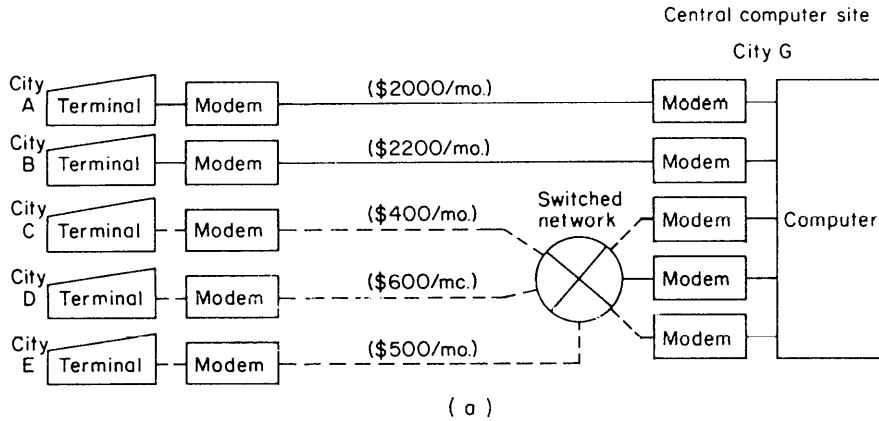 Central computer site
City G
City A
Terminal
Modem
($2000/mo.)
Modem
City B
Terminal
Modem
($2200/mo.)
Modem
City C
Terminal
Modem
($400/mo.)
Switched
network
Modem
Computer
City D
Terminal
Modem
($600/mc.)
Modem
City E
Terminal
Modem
($500/mo.)
Modem
(a)